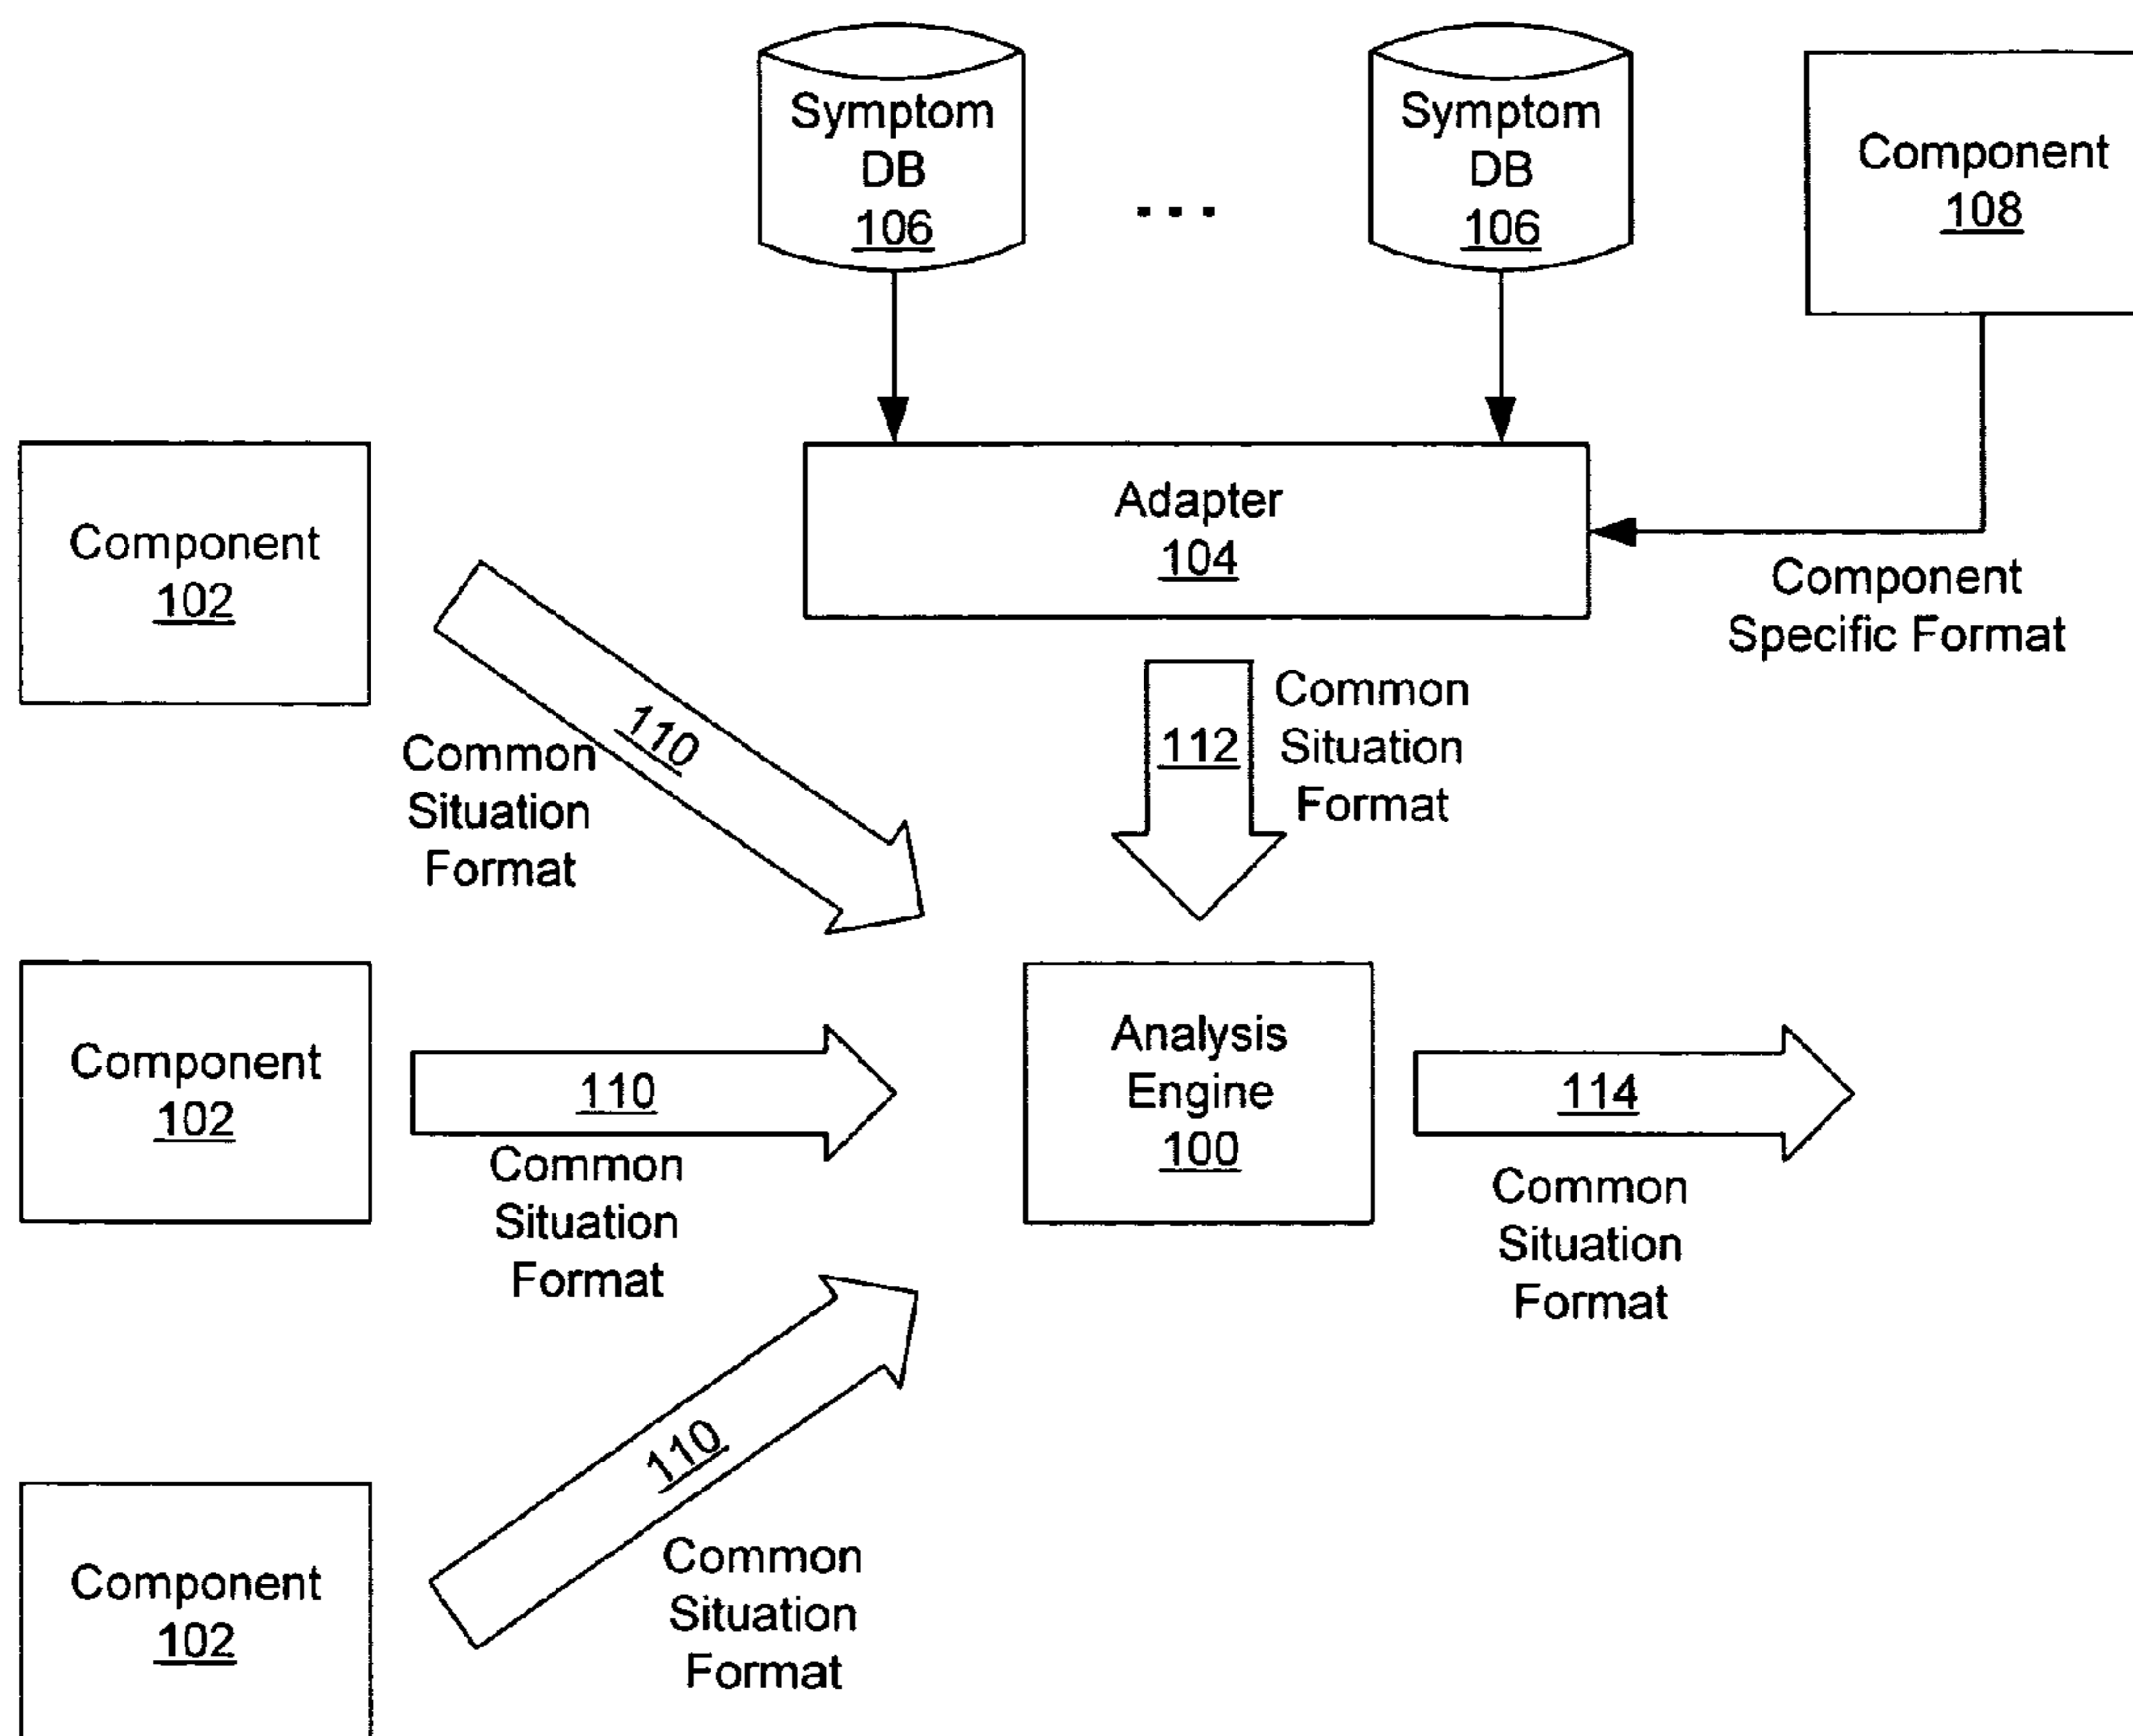 Symptom
DB
106
...
Symptom
DB
106
Component
108
Adapter
104
Component
Specific Format
Component
102
110
Common
Situation
Format
112
Common
Situation
Format
Component
102
110
Common
Situation
Format
Analysis
Engine
100
114
Common
Situation
Format
Component
102
110
Common
Situation
Format